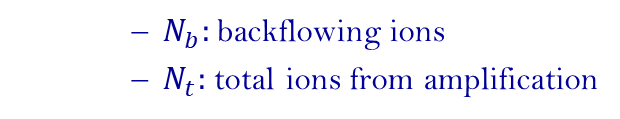 – N_b: backflowing ions
– N_t: total ions from amplification